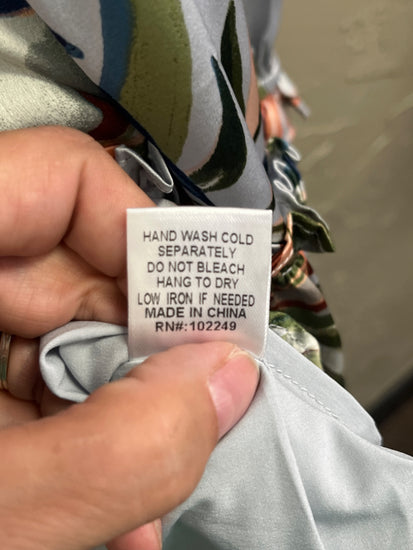 HAND WASH COLD
SEPARATELY
DO NOT BLEACH
HANG TO DRY
LOW IRON IF NEEDED
MADE IN CHINA
RN#:102249